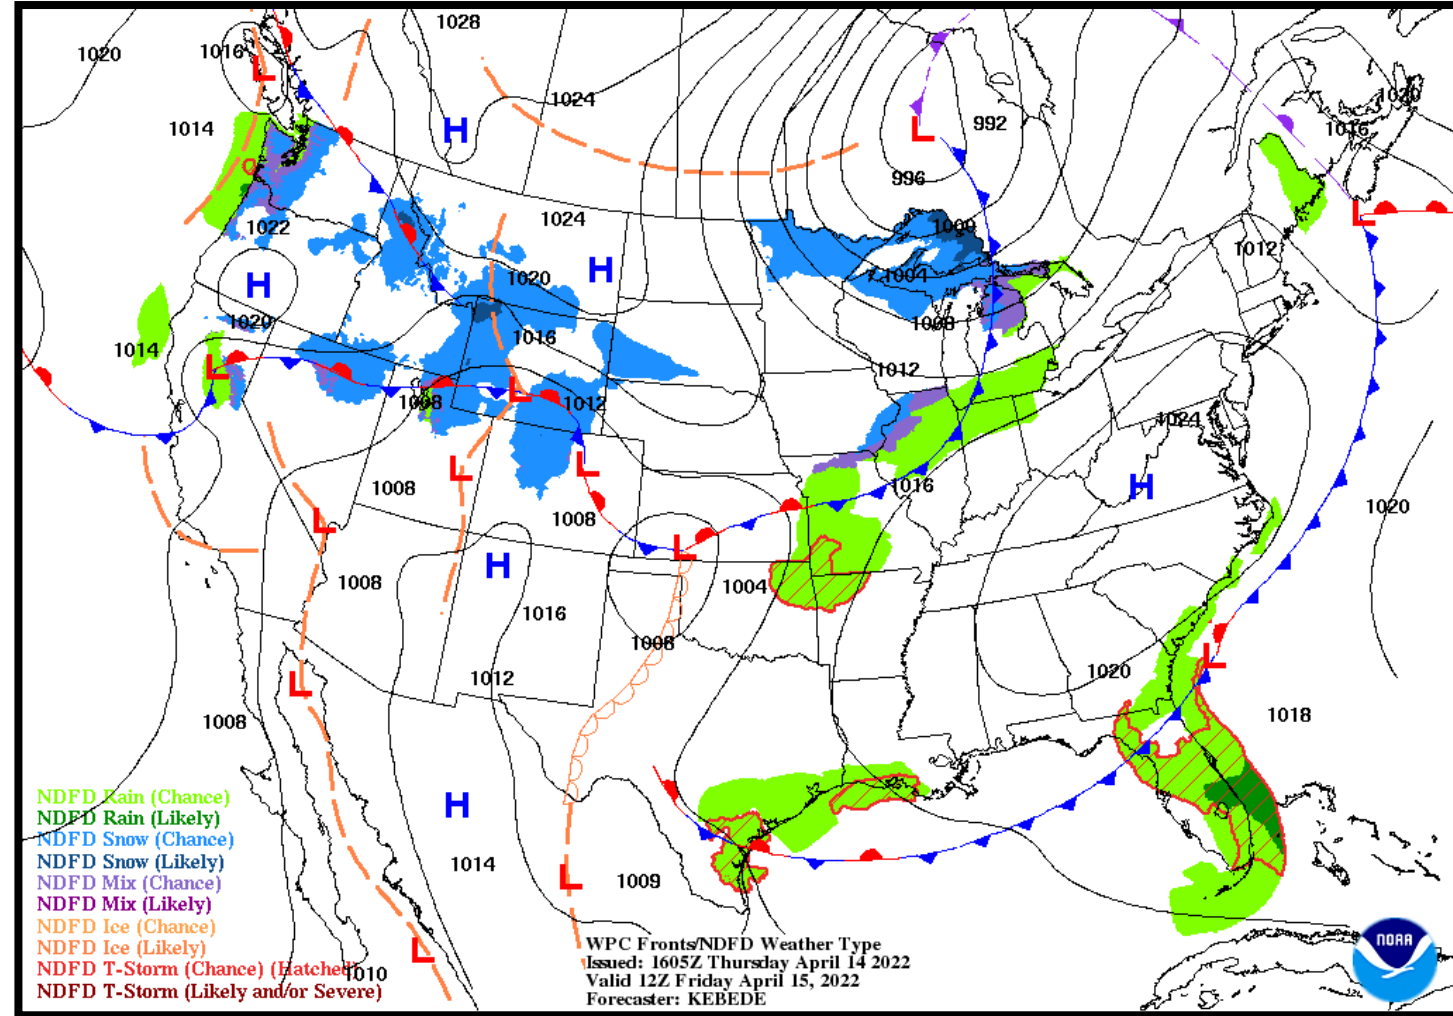 1028
1020
1016
1024
1020
992
1014
1016
996
1024
1022
1000
1012
1020
1004
1020
1008
1016
1014
1012
1008
1012
1024
1016
1008
1020
1008
1008
1004
1016
1008
1012
1020
1008
1018
1014
1009
1010
H
H
H
H
H
H
L
L
L
L
L
L
L
L
L
L
L
L
NDFD Rain (Chance)
NDFD Rain (Likely)
NDFD Snow (Chance)
NDFD Snow (Likely)
NDFD Mix (Chance)
NDFD Mix (Likely)
NDFD Ice (Chance)
NDFD Ice (Likely)
NDFD T-Storm (Chance) (Hatched)
NDFD T-Storm (Likely and/or Severe)
WPC Fronts/NDFD Weather Type
Issued: 1605Z Thursday April 14 2022
Valid 12Z Friday April 15, 2022
Forecaster: KEBEDE
NOAA